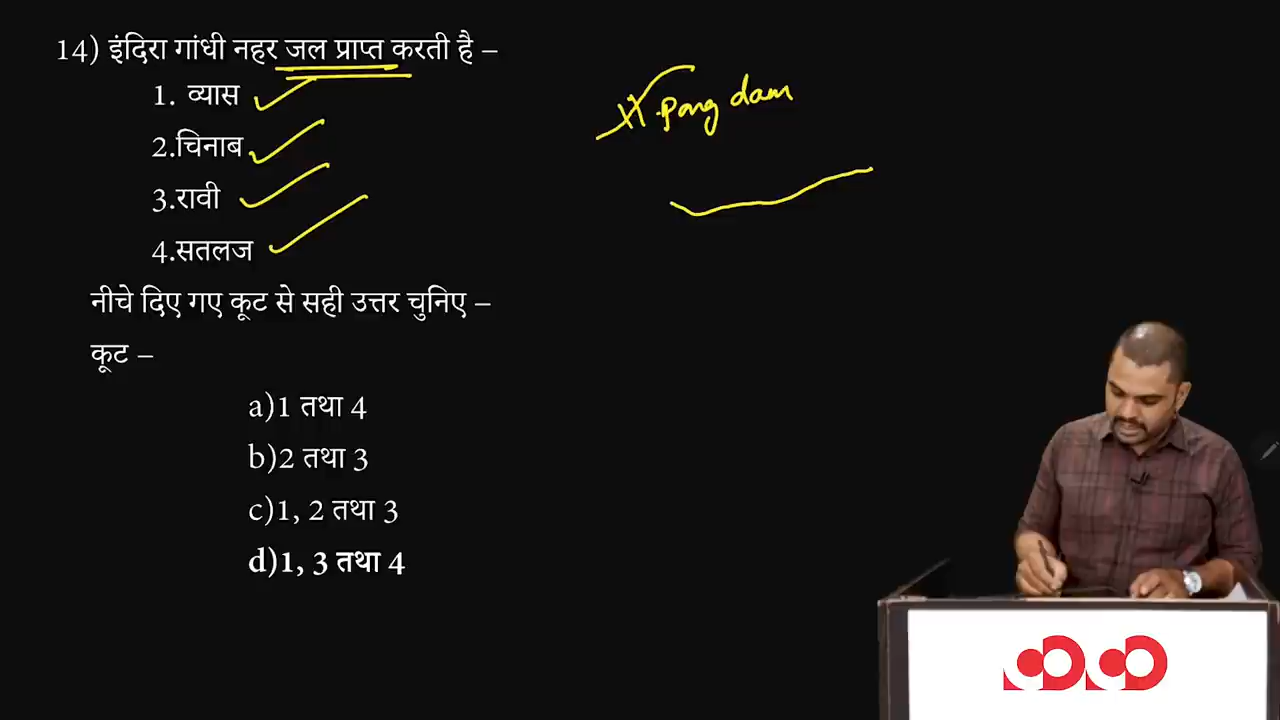 14) इंदिरा गांधी नहर जल प्राप्त करती है –
1. व्यास
2.चिनाब
3.रावी
4.सतलज
Pong dam
नीचे दिए गए कूट से सही उत्तर चुनिए –
कूट –
a)1 तथा 4
b)2 तथा 3
c)1, 2 तथा 3
d)1, 3 तथा 4